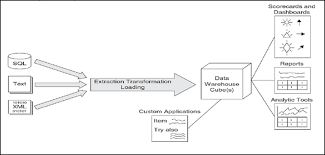 Scorecards and
Dashboards
SQL
Text
XML
Extraction Transformation
Loading
Data
Warehouse
Cube(s)
Reports
Custom Applications
Item
Try also
Analytic Tools